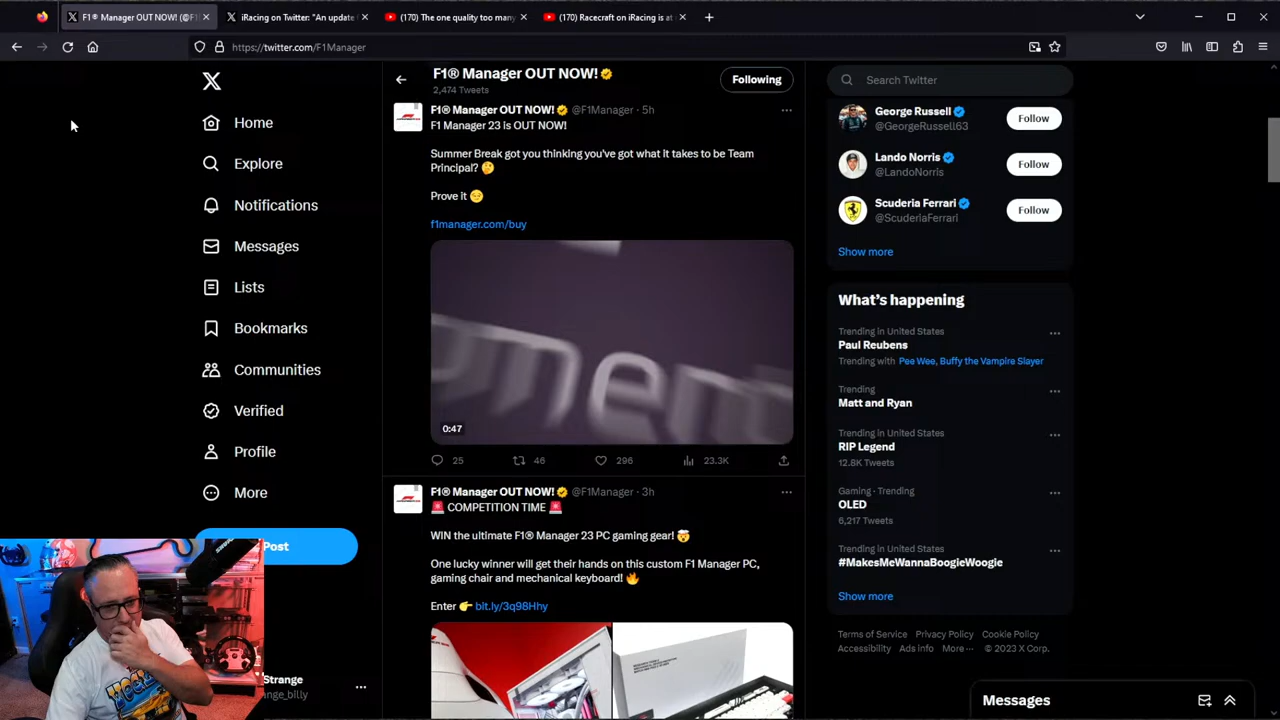 F1® Manager OUT NOW! (@F1
iRacing on Twitter: "An update
(170) The one quality too many
(170) Racecraft on iRacing is at
https://twitter.com/F1Manager
Home
Explore
Notifications
Messages
Lists
Bookmarks
Communities
Verified
Profile
More
Post
Strange
nge_billy
F1® Manager OUT NOW!
2,474 Tweets
Following
F1® Manager OUT NOW! @F1Manager · 5h
F1 Manager 23 is OUT NOW!
Summer Break got you thinking you've got what it takes to be Team
Principal? 🤔
Prove it 😏
f1manager.com/buy
omen
0:47
25
46
296
23.3K
F1® Manager OUT NOW! @F1Manager · 3h
🚨 COMPETITION TIME 🚨
WIN the ultimate F1® Manager 23 PC gaming gear! 🤯
One lucky winner will get their hands on this custom F1 Manager PC,
gaming chair and mechanical keyboard! 🔥
Enter 👉 bit.ly/3q98Hhy
Search Twitter
George Russell
@GeorgeRussell63
Follow
Lando Norris
@LandoNorris
Follow
Scuderia Ferrari
@ScuderiaFerrari
Follow
Show more
What's happening
Trending in United States
Paul Reubens
Trending with Pee Wee, Buffy the Vampire Slayer
Trending
Matt and Ryan
Trending in United States
RIP Legend
12.8K Tweets
Gaming · Trending
OLED
6,217 Tweets
Trending in United States
#MakesMeWannaBoogieWoogie
Show more
Terms of Service Privacy Policy Cookie Policy
Accessibility Ads info More ··· © 2023 X Corp.
Messages